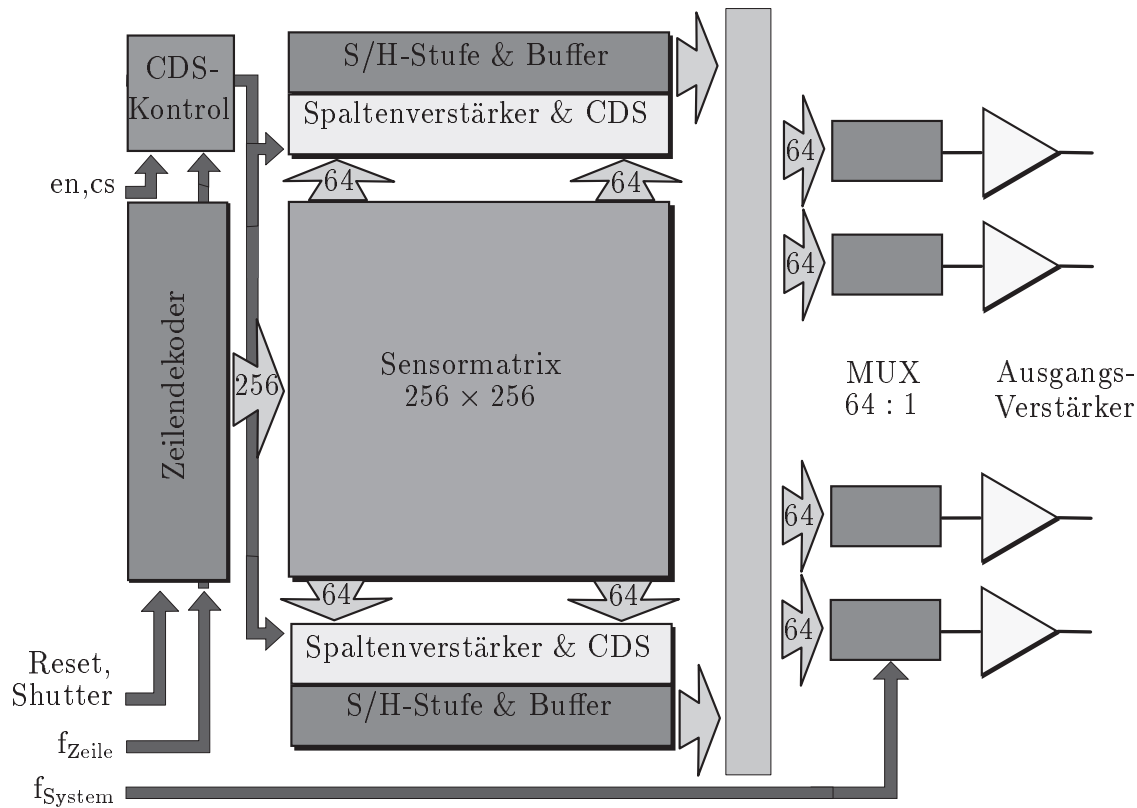 CDS-
Kontrol
S/H-Stufe & Buffer
Spaltenverstärker & CDS
en,cs
64
64
64
64
Zeilendekoder
256
Sensormatrix
256 × 256
MUX
64 : 1
Ausgangs-
Verstärker
64
64
64
64
Spaltenverstärker & CDS
S/H-Stufe & Buffer
Reset,
Shutter
fZeile
fSystem